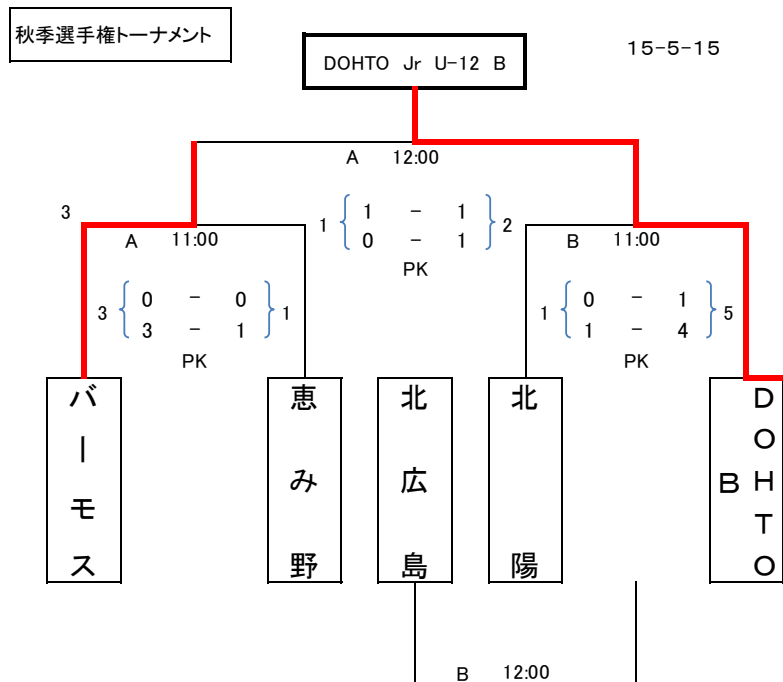 秋季選手権トーナメント
DOHTO Jr U-12 B
15-5-15
A 12:00
3
1 1 - 1 2
0 - 1
PK
A 11:00
B 11:00
3 0 - 0 1
3 - 1
PK
1 0 - 1 5
1 - 4
PK
バーモス
恵み野
北広島
北陽
DOHTO
B
B 12:00